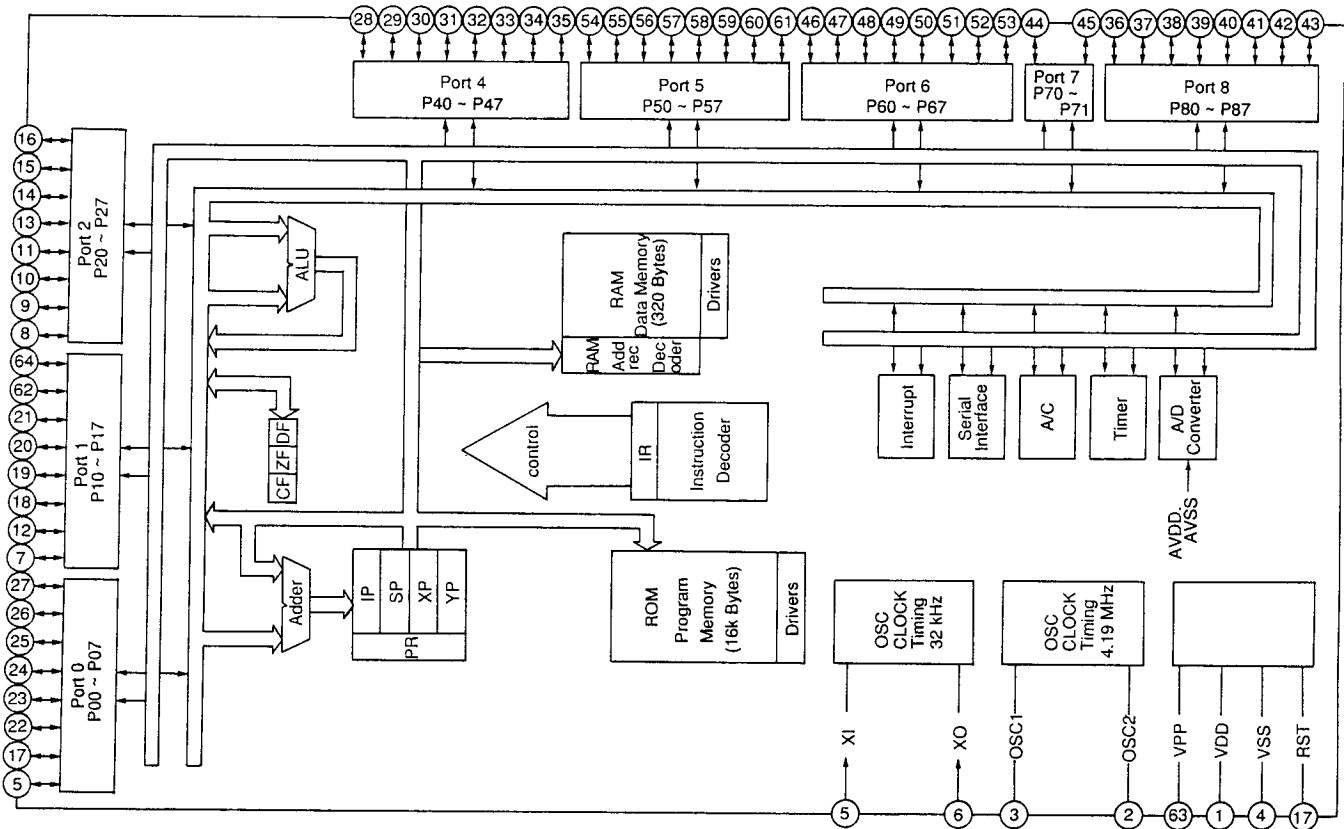 28 29 30 31 32 33 34 35 54 55 56 57 58 59 60 61 46 47 48 49 50 51 52 53 44 45 36 37 38 39 40 41 42 43
Port 4
P40 ~ P47
Port 5
P50 ~ P57
Port 6
P60 ~ P67
Port 7
P70 ~
P71
Port 8
P80 ~ P87
16
15
14
13
11
10
9
8
Port 2
P20 ~ P27
64
62
21
20
19
18
12
7
Port 1
P10 ~ P17
27
26
25
24
23
22
17
5
Port 0
P00 ~ P07
ALU
CF ZF DF
Adder
IP
SP
XP
YP
PR
RAM
Data Memory
(320 Bytes)
Drivers
RAM
Add
rec
Dec
oder
control
IR
Instruction
Decoder
ROM
Program
Memory
(16k Bytes)
Drivers
Interrupt
Serial
Interface
A/C
Timer
A/D
Converter
AVDD.
AVSS
OSC
CLOCK
Timing
32 kHz
OSC
CLOCK
Timing
4.19 MHz
XI
XO
OSC1
OSC2
VPP
VDD
VSS
RST
5 6 3 2 63 1 4 17